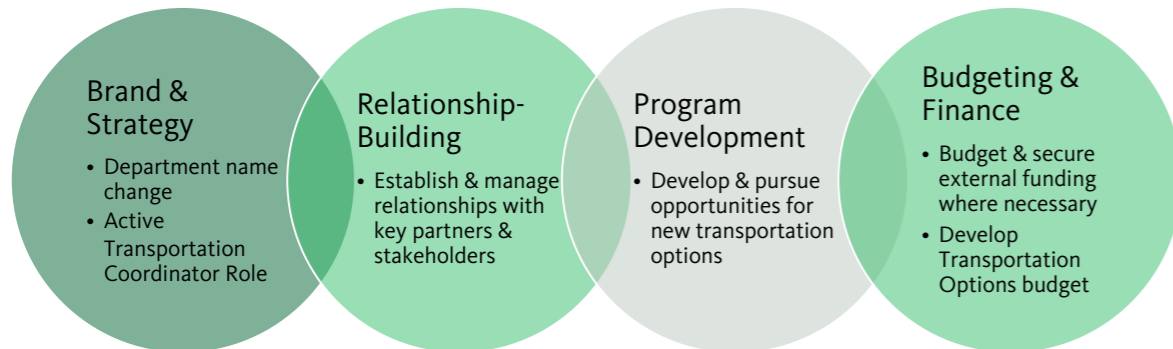 Brand &
Strategy
• Department name
change
• Active
Transportation
Coordinator Role
Relationship-
Building
• Establish & manage
relationships with
key partners &
stakeholders
Program
Development
• Develop & pursue
opportunities for
new transportation
options
Budgeting &
Finance
• Budget & secure
external funding
where necessary
• Develop
Transportation
Options budget